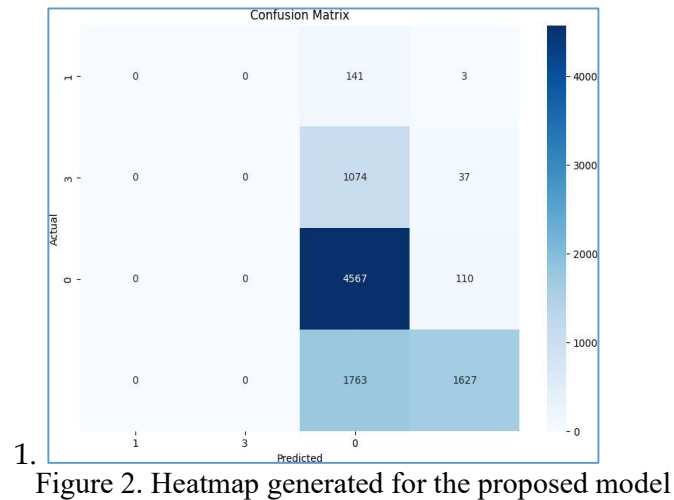 Confusion Matrix
1 0 0 141 3
3 0 0 1074 37
0 0 0 4567 110
0 0 1763 1627
1 3 0
Actual
Predicted
4000
3000
2000
1000
0
1.
Figure 2. Heatmap generated for the proposed model